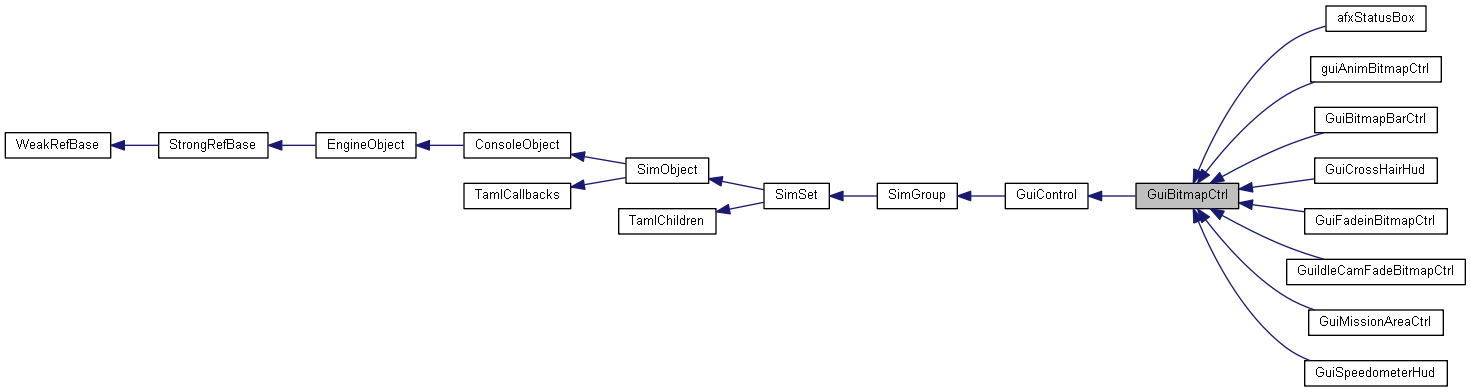 afxStatusBox
guiAnimBitmapCtrl
GuiBitmapBarCtrl
WeakRefBase
StrongRefBase
EngineObject
ConsoleObject
SimObject
GuiCrossHairHud
TamlCallbacks
SimSet
SimGroup
GuiControl
GuiBitmapCtrl
TamlChildren
GuiFadeinBitmapCtrl
GuiIdleCamFadeBitmapCtrl
GuiMissionAreaCtrl
GuiSpeedometerHud